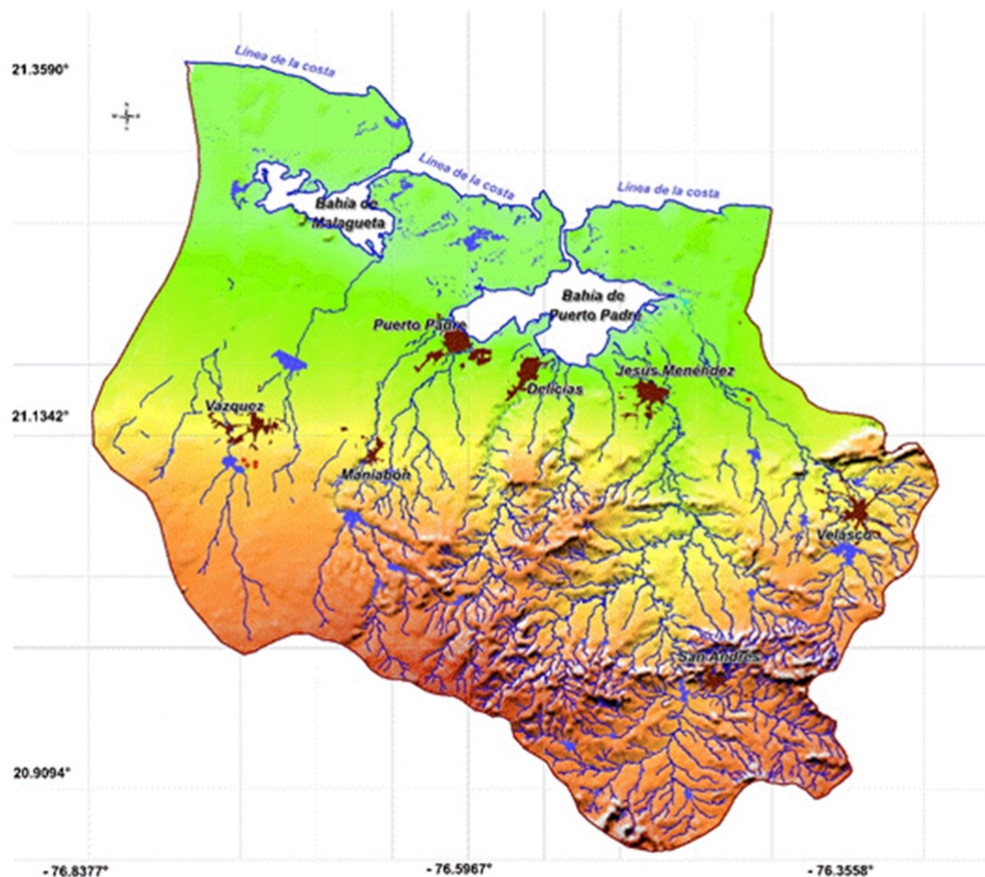 21.3590°
Línea de la costa
Línea de la costa
Línea de la costa
Bahía de
Malagueta
Bahía de
Puerto Padre
Puerto Padre
Jesús Menéndez
Delicias
21.1342°
Vázquez
Maniabón
Velasco
San Andrés
20.9094°
- 76.8377°
- 76.5967°
- 76.3558°